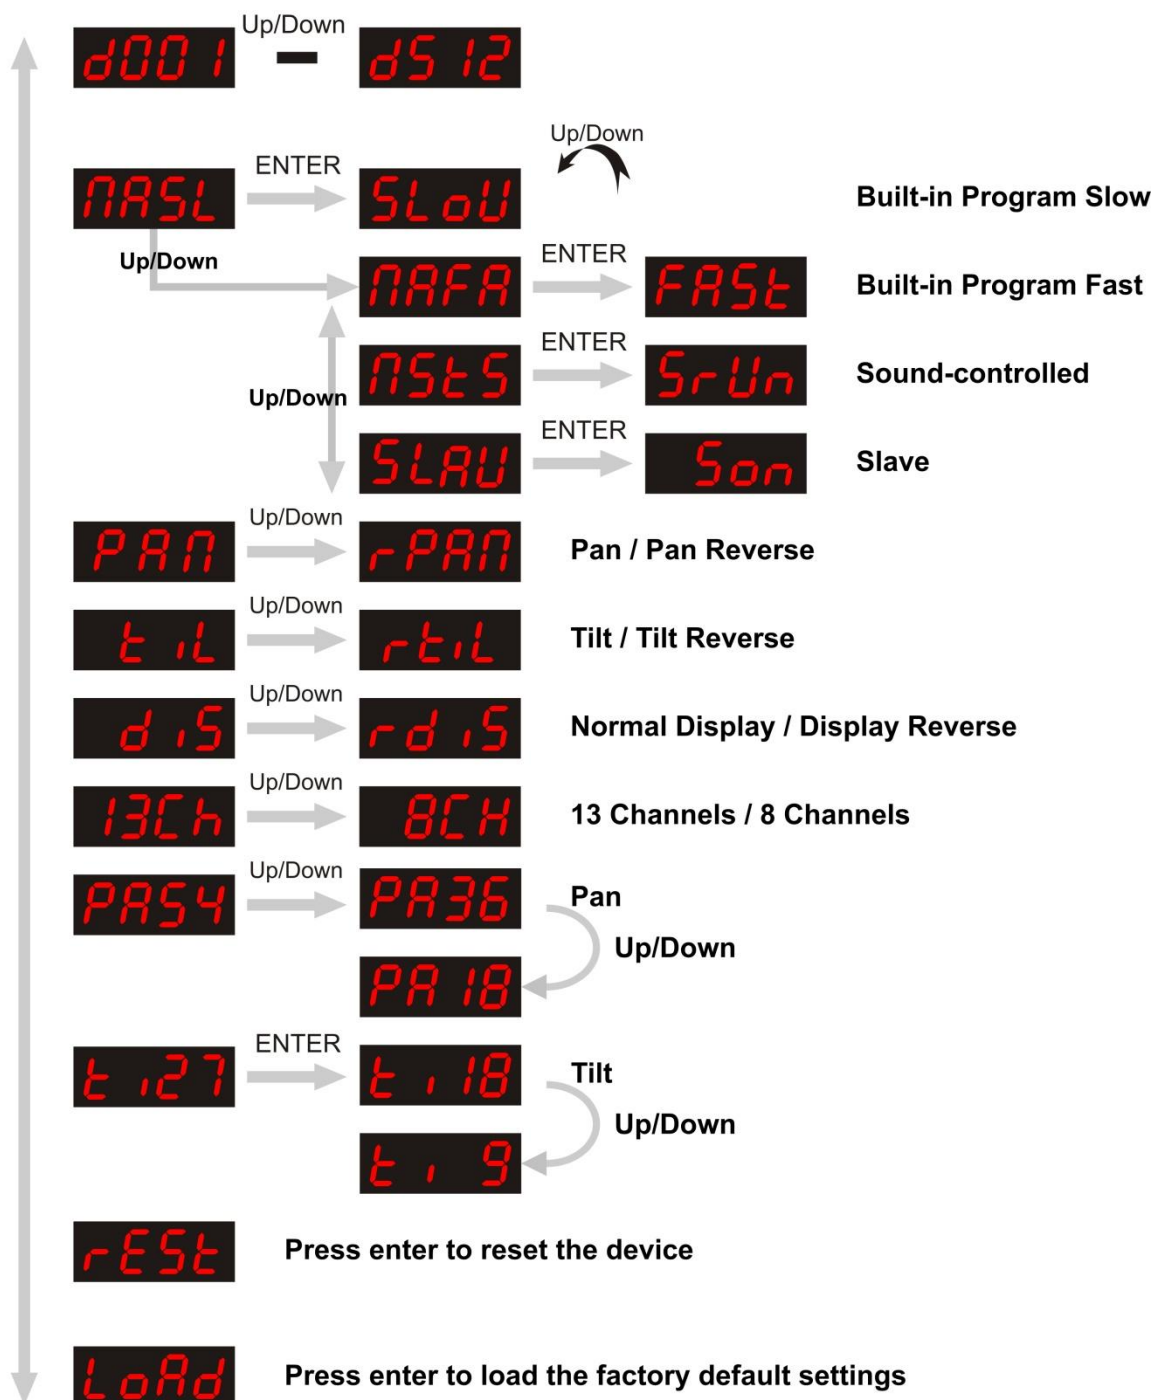 Up/Down
d001 - d512
Up/Down
MASL ENTER SLoU Built-in Program Slow
Up/Down
MAFA ENTER FASt Built-in Program Fast
MStS ENTER SrUn Sound-controlled
Up/Down
SLAU ENTER Son Slave
PAM Up/Down rPAM Pan / Pan Reverse
tiL Up/Down rtiL Tilt / Tilt Reverse
diS Up/Down rdiS Normal Display / Display Reverse
13Ch Up/Down 8CH 13 Channels / 8 Channels
PA54 Up/Down PA36 Pan
Up/Down
PA18
ti27 ENTER ti18 Tilt
Up/Down
ti 9
rESt Press enter to reset the device
LoAd Press enter to load the factory default settings